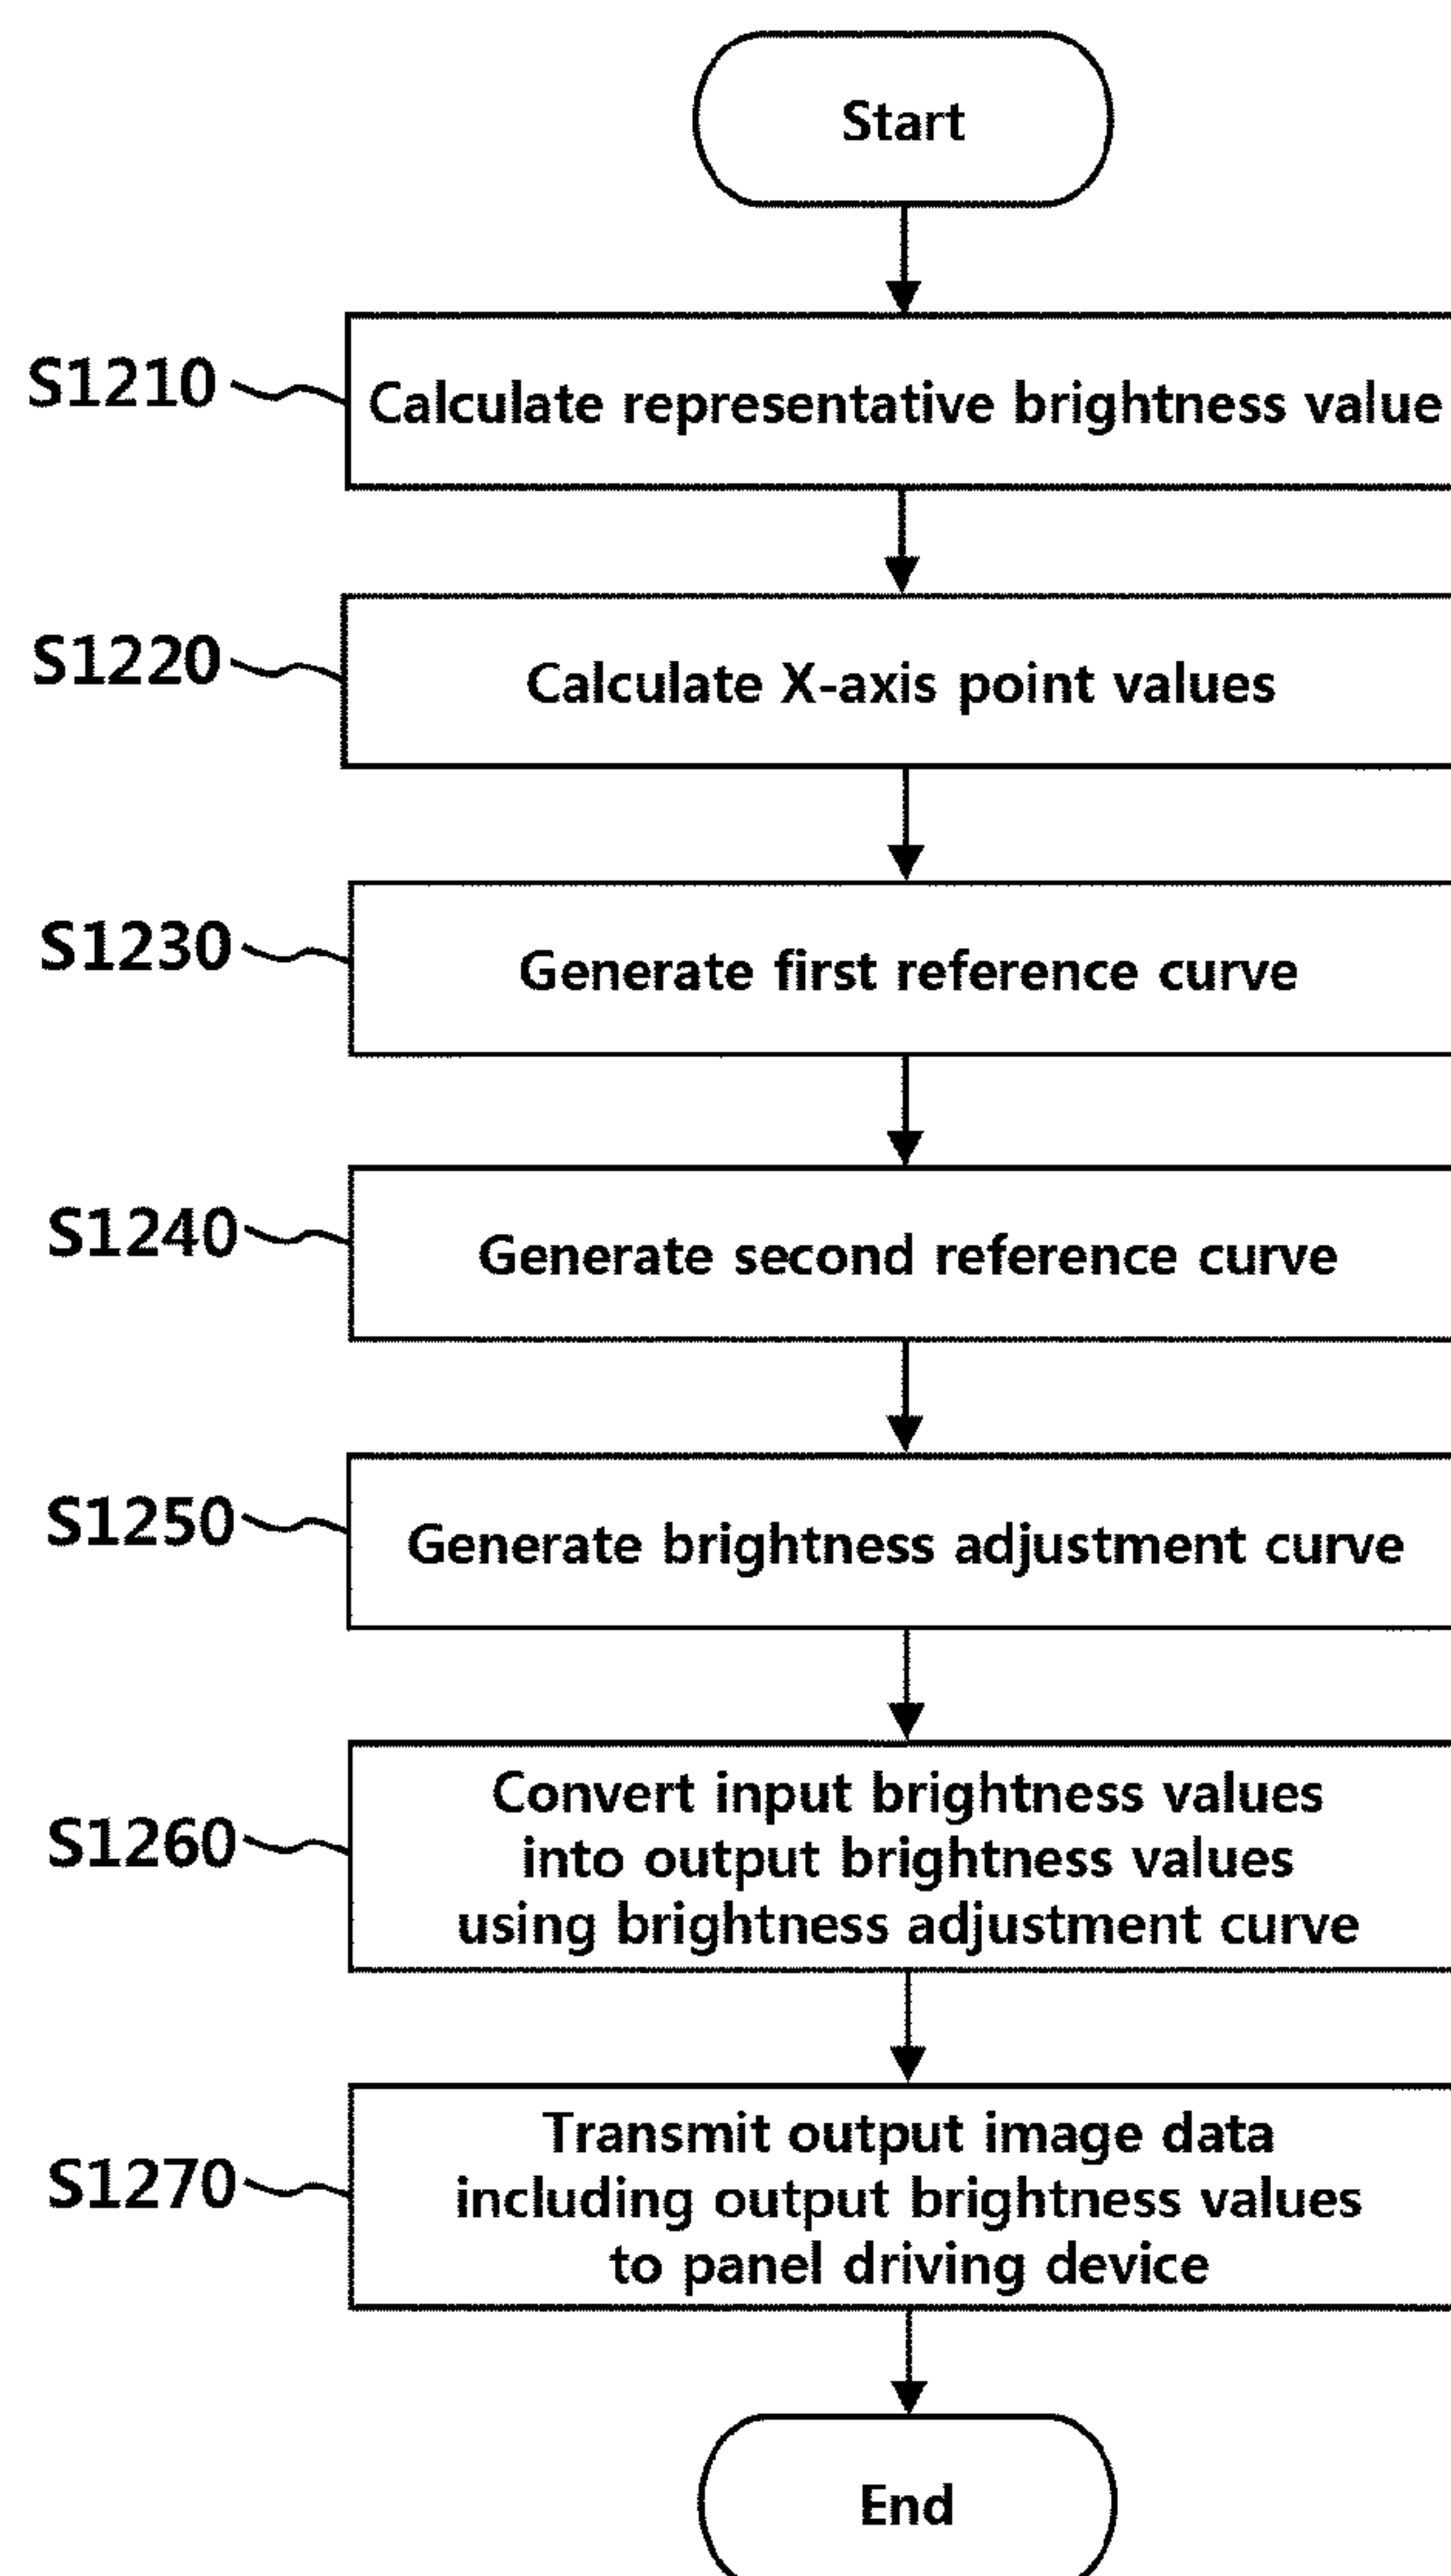 Start
S1210
Calculate representative brightness value
S1220
Calculate X-axis point values
S1230
Generate first reference curve
S1240
Generate second reference curve
S1250
Generate brightness adjustment curve
S1260
Convert input brightness values
into output brightness values
using brightness adjustment curve
S1270
Transmit output image data
including output brightness values
to panel driving device
End